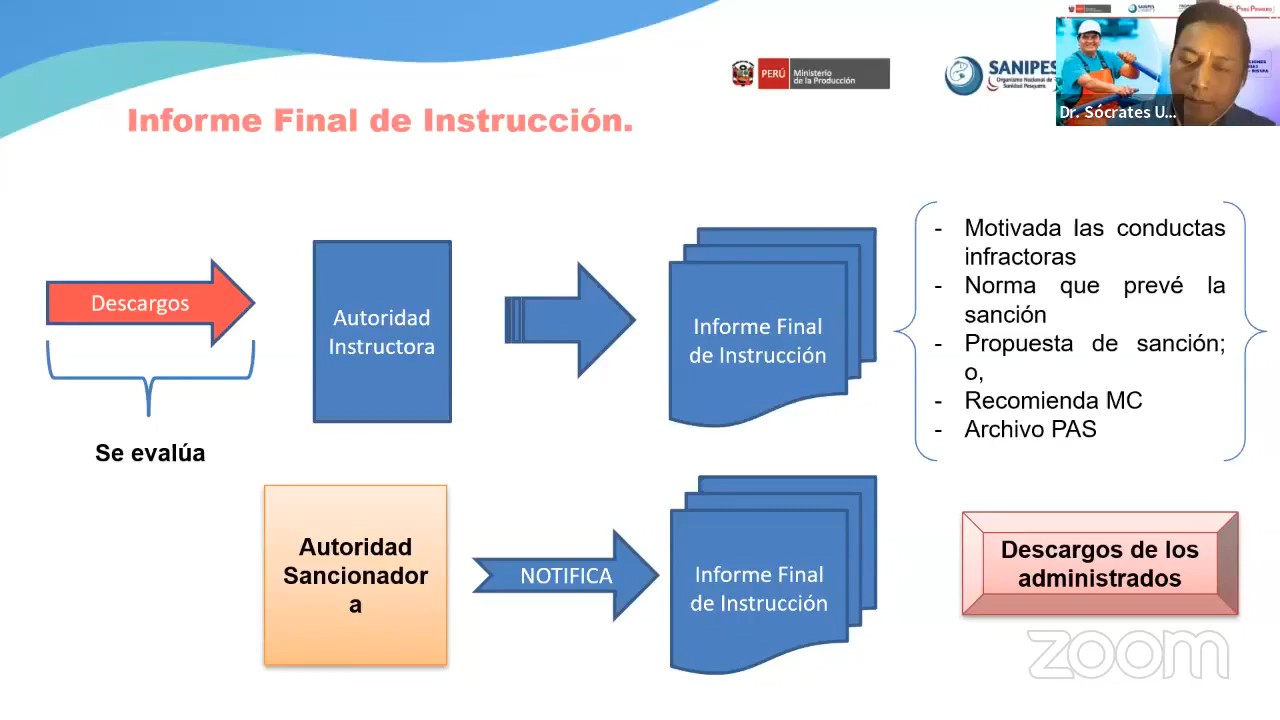 PERÚ
Ministerio
de la Producción
SANIPES
Organismo Nacional de
Sanidad Pesquera
Dr. Sócrates U...
Informe Final de Instrucción.
Descargos
Se evalúa
Autoridad
Instructora
Informe Final
de Instrucción
- Motivada las conductas
infractoras
- Norma que prevé la
sanción
- Propuesta de sanción;
o,
- Recomienda MC
- Archivo PAS
Autoridad
Sancionador
a
NOTIFICA
Informe Final
de Instrucción
Descargos de los
administrados
zoom